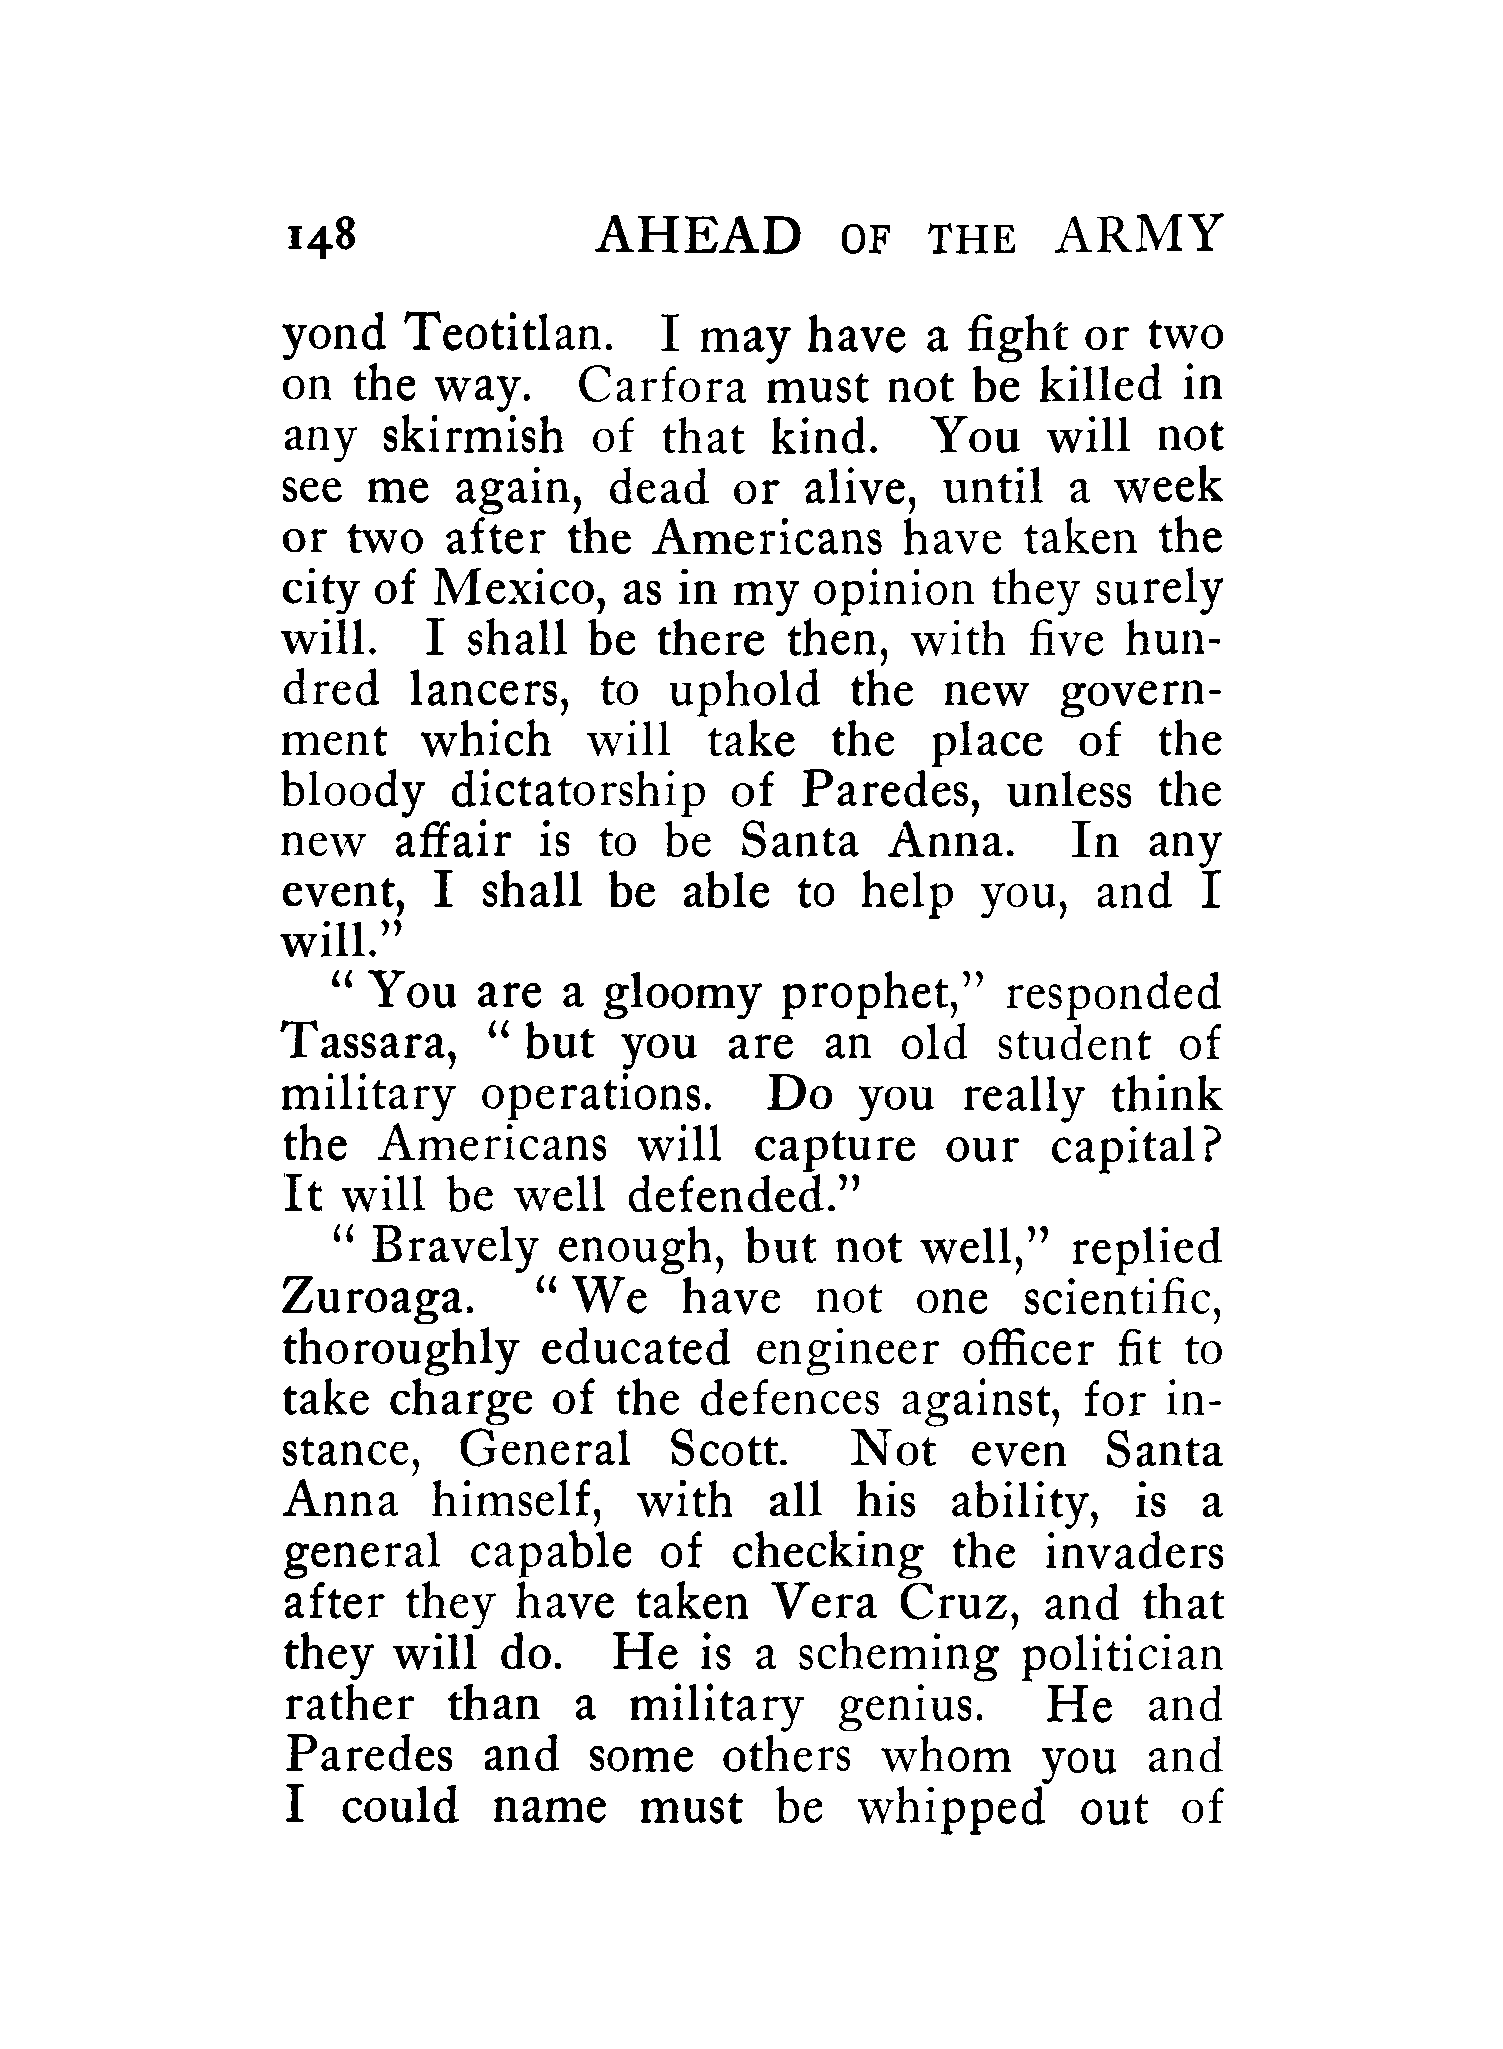 148 AHEAD OF THE ARMY
yond Teotitlan. I may have a fight or two
on the way. Carfora must not be killed in
any skirmish of that kind. You will not
see me again, dead or alive, until a week
or two after the Americans have taken the
city of Mexico, as in my opinion they surely
will. I shall be there then, with five hun-
dred lancers, to uphold the new govern-
ment which will take the place of the
bloody dictatorship of Paredes, unless the
new affair is to be Santa Anna. In any
event, I shall be able to help you, and I
will."
" You are a gloomy prophet," responded
Tassara, " but you are an old student of
military operations. Do you really think
the Americans will capture our capital?
It will be well defended."
" Bravely enough, but not well," replied
Zuroaga. " We have not one scientific,
thoroughly educated engineer officer fit to
take charge of the defences against, for in-
stance, General Scott. Not even Santa
Anna himself, with all his ability, is a
general capable of checking the invaders
after they have taken Vera Cruz, and that
they will do. He is a scheming politician
rather than a military genius. He and
Paredes and some others whom you and
I could name must be whipped out of